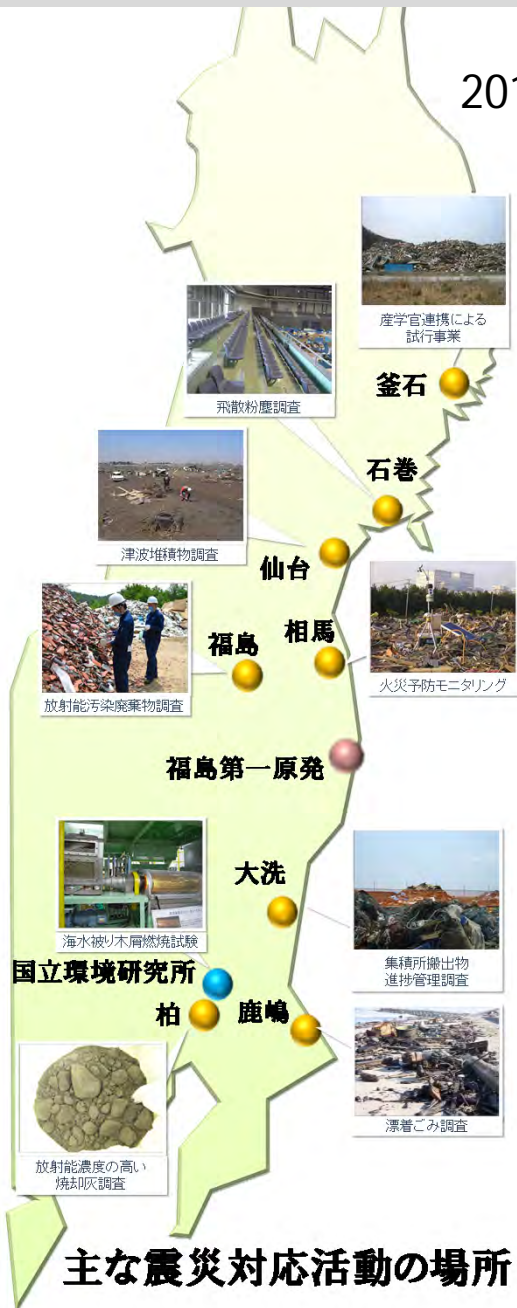 201
産学官連携による
試行事業
釜石
飛散粉塵調査
石巻
津波堆積物調査
仙台
相馬
福島
放射能汚染廃棄物調査
火災予防モニタリング
福島第一原発
大洗
海水被り木屑燃焼試験
集積所搬出物
進捗管理調査
国立環境研究所
柏
鹿嶋
漂着ごみ調査
放射能濃度の高い
焼却灰調査
主な震災対応活動の場所